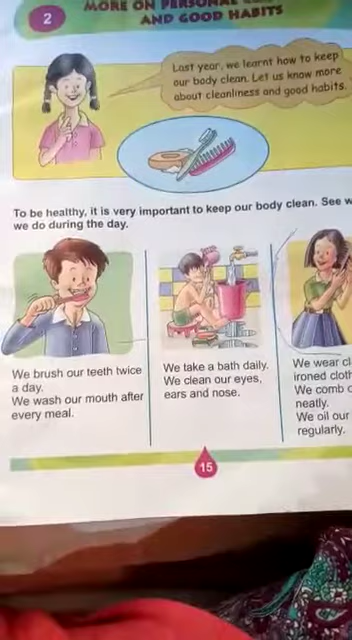 2
MORE ON PERSONAL
AND GOOD HABITS
Last year, we learnt how to keep
our body clean. Let us know more
about cleanliness and good habits.
To be healthy, it is very important to keep our body clean. See
we do during the day.
We brush our teeth twice
a day.
We wash our mouth after
every meal.
We take a bath daily.
We clean our eyes,
ears and nose.
We wear
ironed
We comb
neatly.
We oil our
regularly.
15